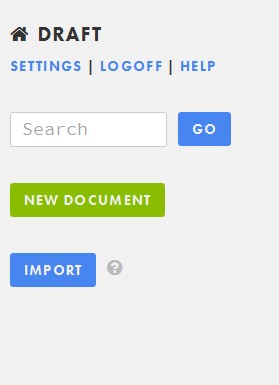 DRAFT
SETTINGS | LOGOFF | HELP
Search GO
NEW DOCUMENT
IMPORT ?